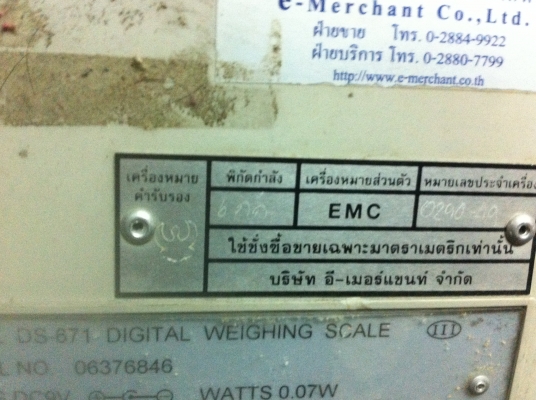 e-Merchant Co.,Ltd.
ฝ่ายขาย โทร. 0-2884-9922
ฝ่ายบริการ โทร. 0-2880-7799
http://www.e-merchant.co.th
เครื่องหมาย คำรับรอง
พิกัดกำลัง เครื่องหมายส่วนตัว หมายเลขประจำเครื่อง
EMC
ใช้ชั่งซื้อขายเฉพาะมาตราเมตริกเท่านั้น
บริษัท อี-เมอร์แชนท์ จำกัด
DS-671 DIGITAL WEIGHING SCALE III
NO. 06376846
DC9V WATTS 0.07W